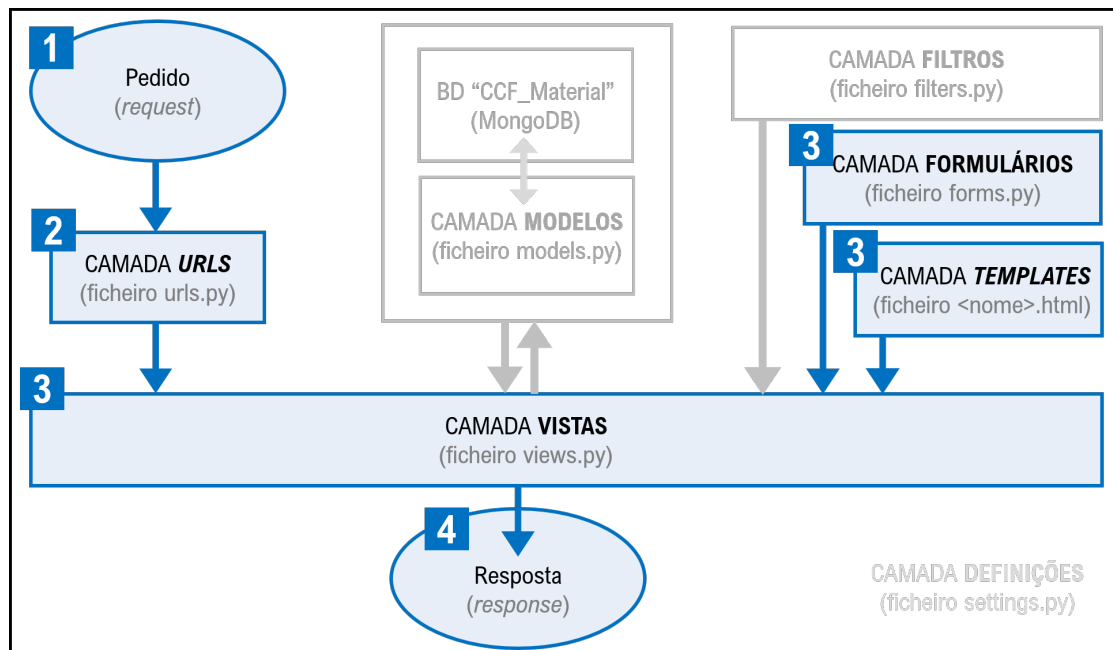 1
Pedido
(request)
2
CAMADA URLS
(ficheiro urls.py)
BD “CCF_Material”
(MongoDB)
CAMADA MODELOS
(ficheiro models.py)
CAMADA FILTROS
(ficheiro filters.py)
3
CAMADA FORMULÁRIOS
(ficheiro forms.py)
3
CAMADA TEMPLATES
(ficheiro <nome>.html)
3
CAMADA VISTAS
(ficheiro views.py)
4
Resposta
(response)
CAMADA DEFINIÇÕES
(ficheiro settings.py)